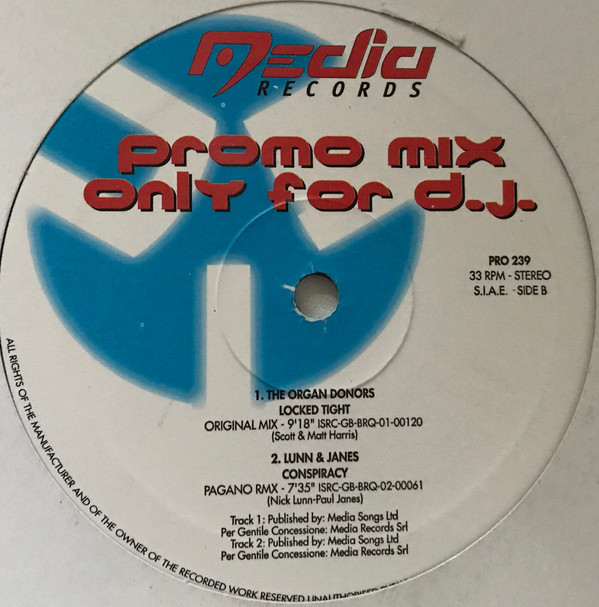 Media
RECORDS
promo mix
only for d.j.
PRO 239
33 RPM - STEREO
S.I.A.E. - SIDE B
1. THE ORGAN DONORS
LOCKED TIGHT
ORIGINAL MIX - 9'18" ISRC-GB-BRQ-01-00120
(Scott & Matt Harris)
2. LUNN & JANES
CONSPIRACY
PAGANO RMX - 7'35" ISRC-GB-BRQ-02-00061
(Nick Lunn-Paul Janes)
Track 1: Published by: Media Songs Ltd
Per Gentile Concessione: Media Records Srl
Track 2: Published by: Media Songs Ltd
Per Gentile Concessione: Media Records Srl
ALL RIGHTS OF THE MANUFACTURER AND OF THE OWNER OF THE RECORDED WORK RESERVED